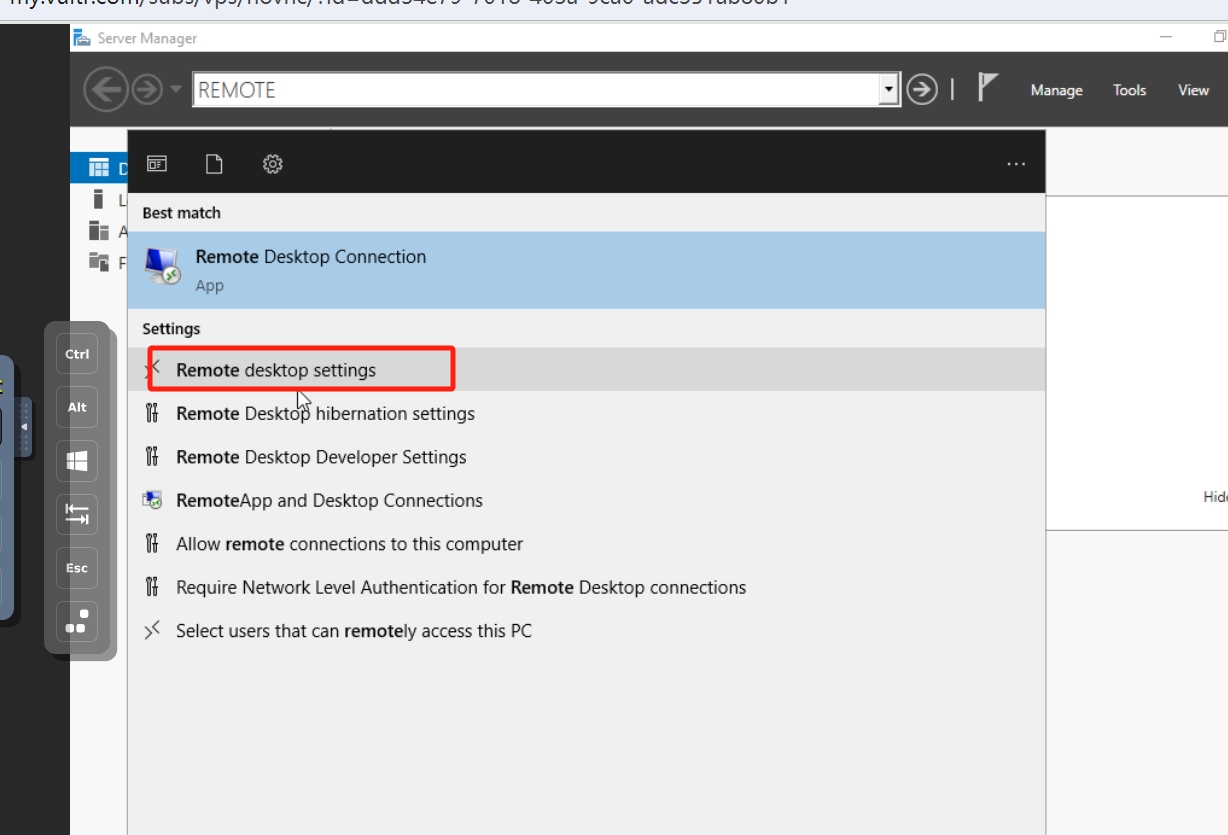 Server Manager
REMOTE
Manage Tools View
Best match
Remote Desktop Connection
App
Settings
Remote desktop settings
Remote Desktop hibernation settings
Remote Desktop Developer Settings
RemoteApp and Desktop Connections
Allow remote connections to this computer
Require Network Level Authentication for Remote Desktop connections
Select users that can remotely access this PC
D
L
A
F
Ctrl
Alt
Esc
Hid